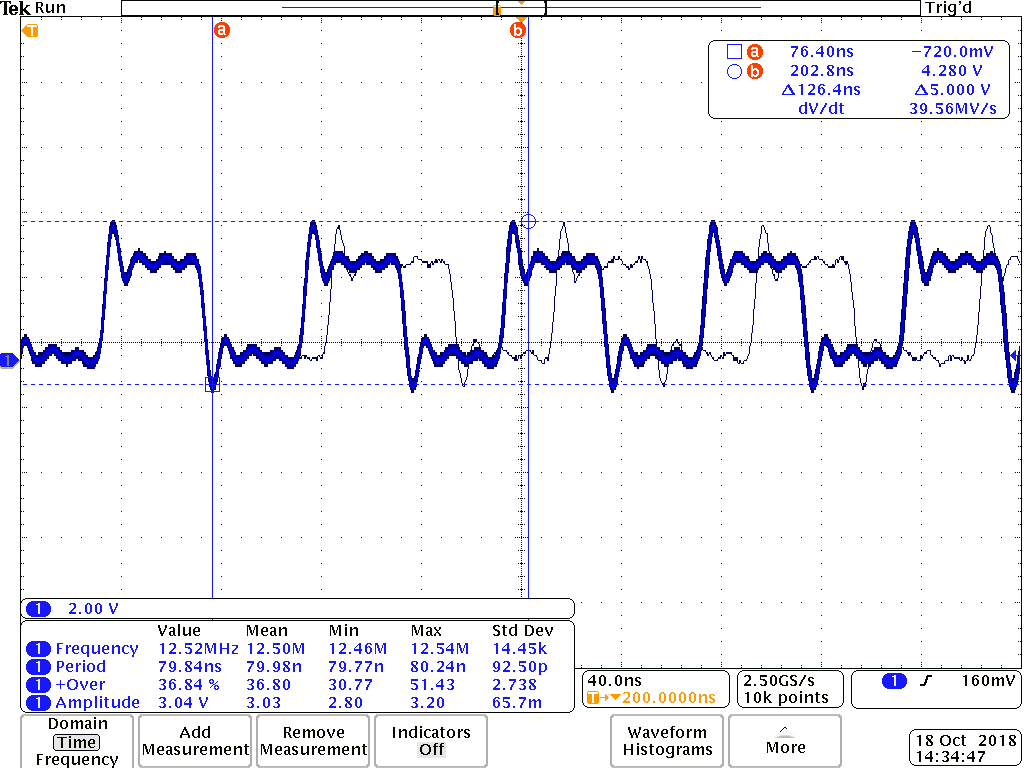 Tek Run Trig'd
T a b
a 76.40ns −720.0mV
b 202.8ns 4.280 V
Δ126.4ns Δ5.000 V
dV/dt 39.56MV/s
1
1 2.00 V
Value Mean Min Max Std Dev
1 Frequency 12.52MHz 12.50M 12.46M 12.54M 14.45k
1 Period 79.84ns 79.98n 79.77n 80.24n 92.50p
1 +Over 36.84 % 36.80 30.77 51.43 2.738
1 Amplitude 3.04 V 3.03 2.80 3.20 65.7m
40.0ns 2.50GS/s 1 160mV
T→▼200.0000ns 10k points
Domain
Time
Frequency
Add
Measurement
Remove
Measurement
Indicators
Off
Waveform
Histograms
More
18 Oct 2018
14:34:47